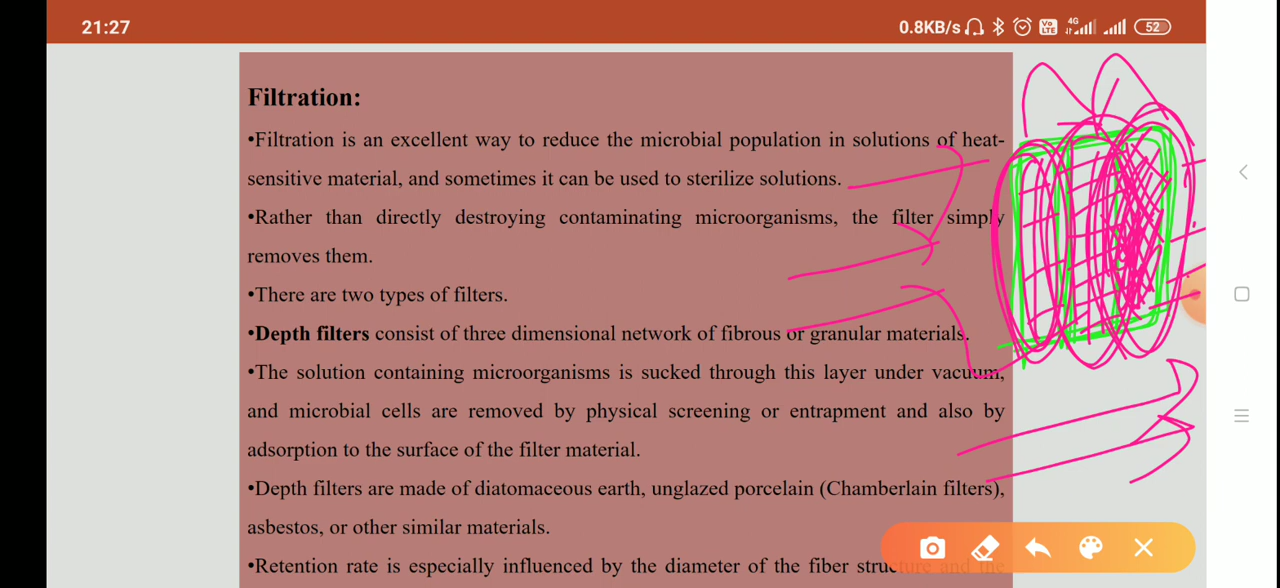 21:27
0.8KB/s
Vo
LTE
4G
52
Filtration:
•Filtration is an excellent way to reduce the microbial population in solutions of heat-
sensitive material, and sometimes it can be used to sterilize solutions.
•Rather than directly destroying contaminating microorganisms, the filter simply
removes them.
•There are two types of filters.
•Depth filters consist of three dimensional network of fibrous or granular materials.
•The solution containing microorganisms is sucked through this layer under vacuum,
and microbial cells are removed by physical screening or entrapment and also by
adsorption to the surface of the filter material.
•Depth filters are made of diatomaceous earth, unglazed porcelain (Chamberlain filters),
asbestos, or other similar materials.
•Retention rate is especially influenced by the diameter of the fiber structure and the